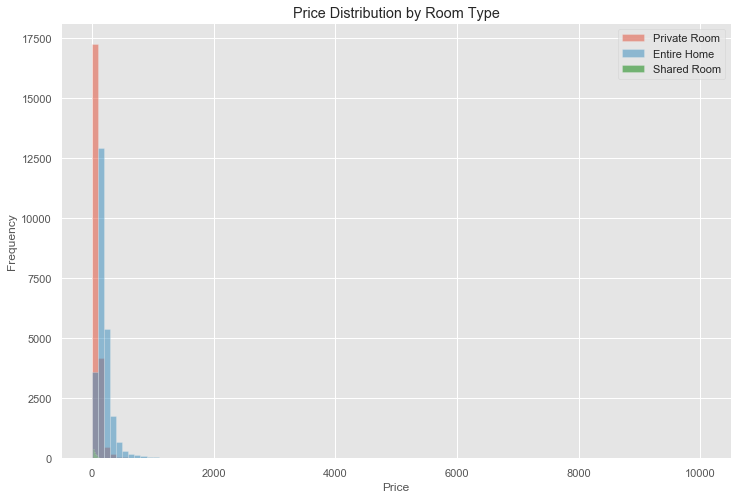 Price Distribution by Room Type
Private Room
Entire Home
Shared Room
17500
15000
12500
10000
7500
5000
2500
0
Frequency
0 2000 4000 6000 8000 10000
Price